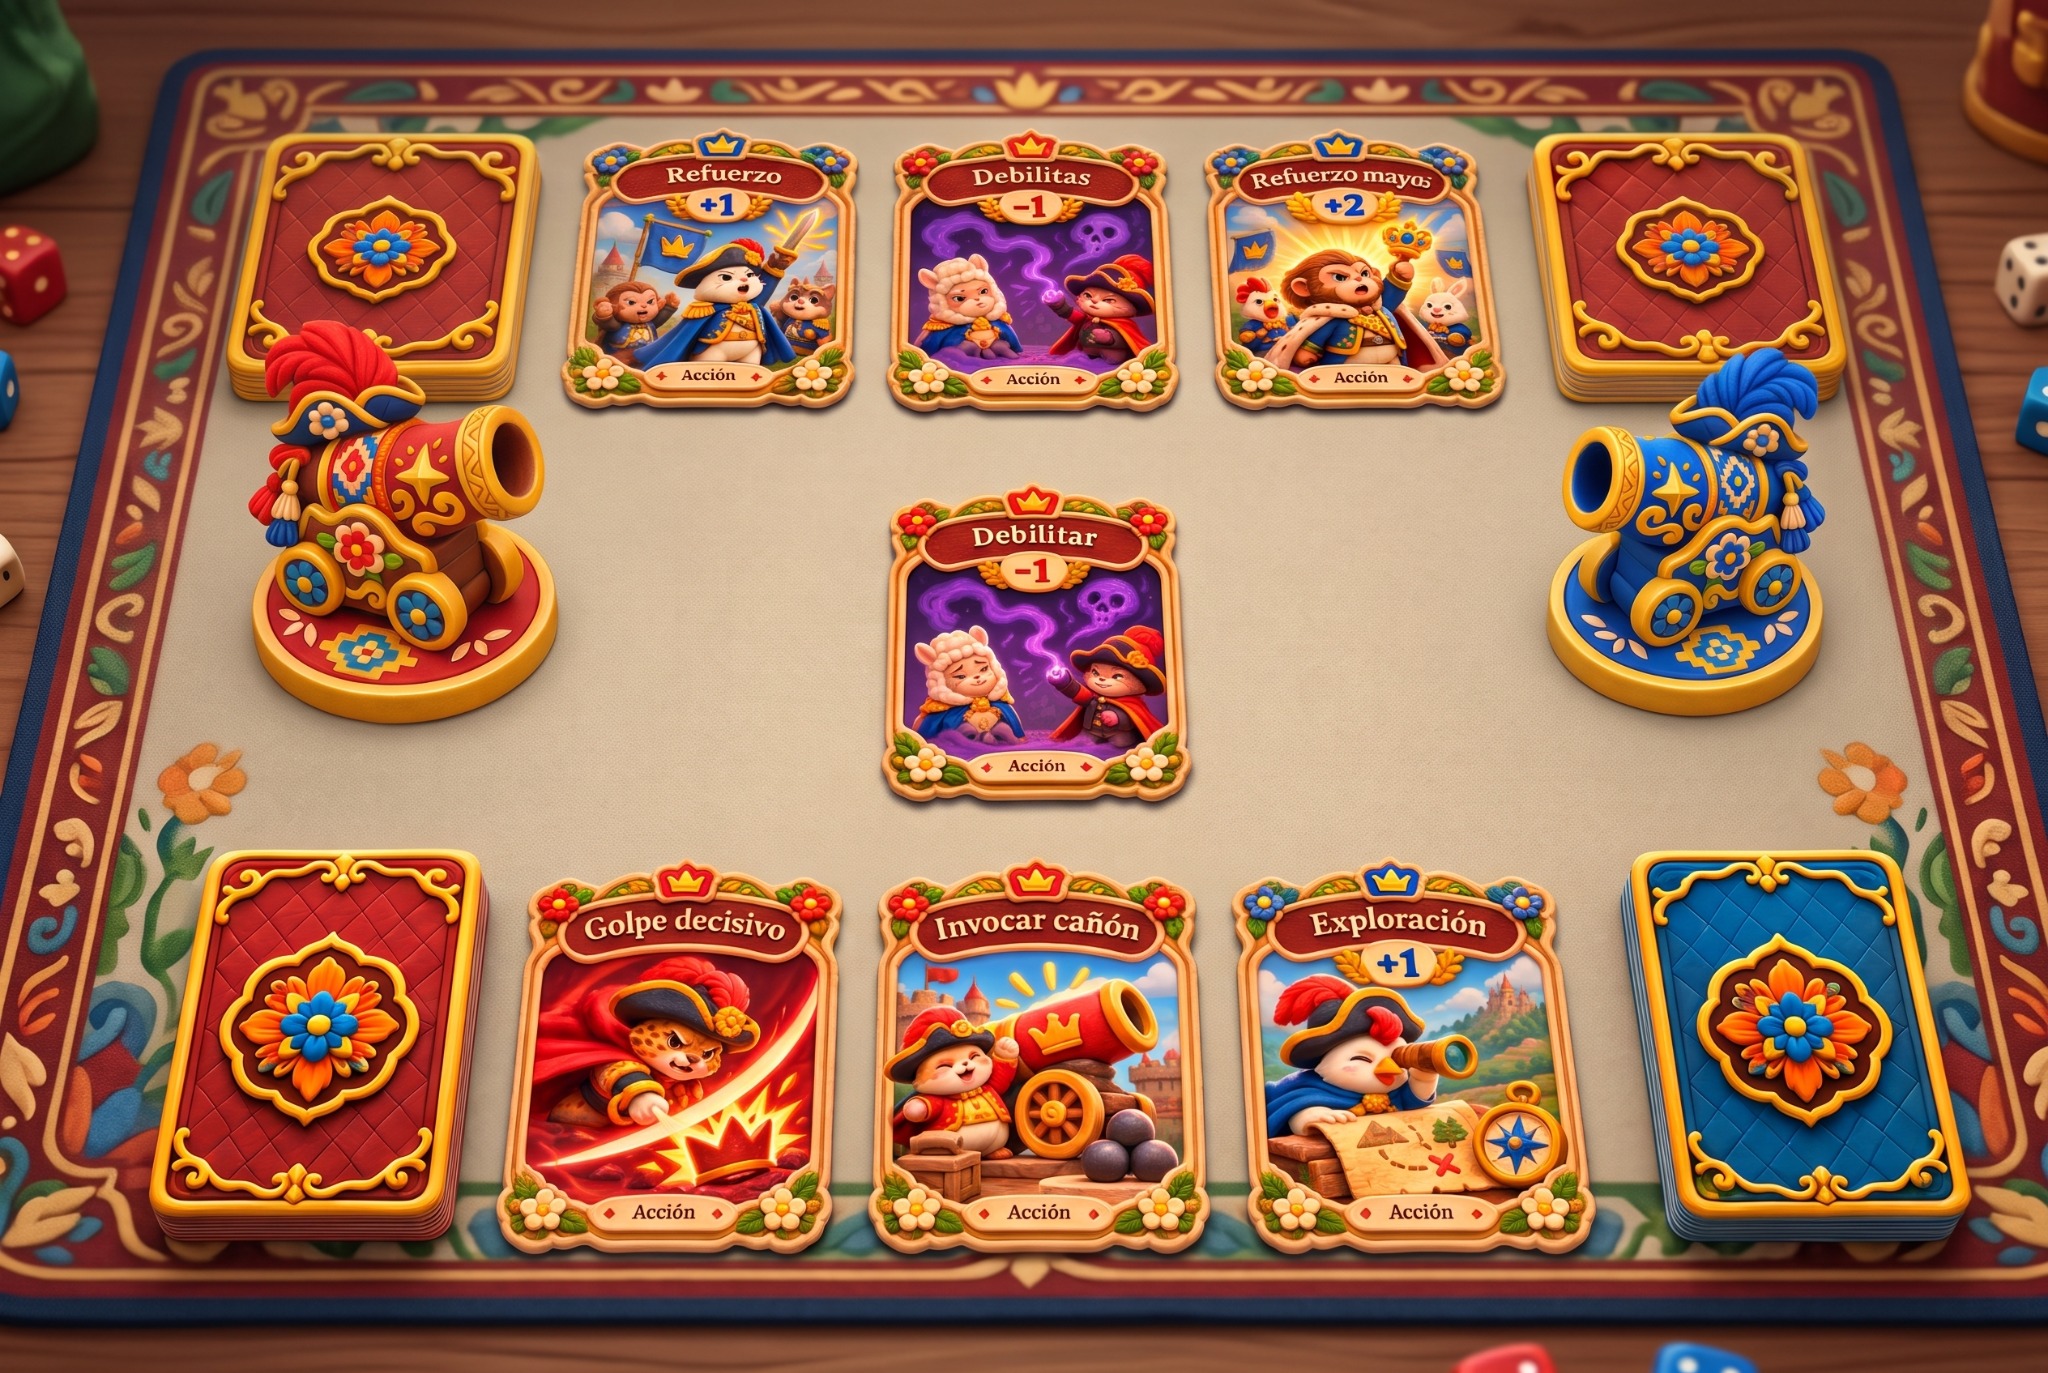 Refuerzo
+1
Acción
Debilitas
-1
Acción
Refuerzo mayor
+2
Acción
Debilitar
-1
Acción
Golpe decisivo
Acción
Invocar cañón
Acción
Exploración
+1
Acción